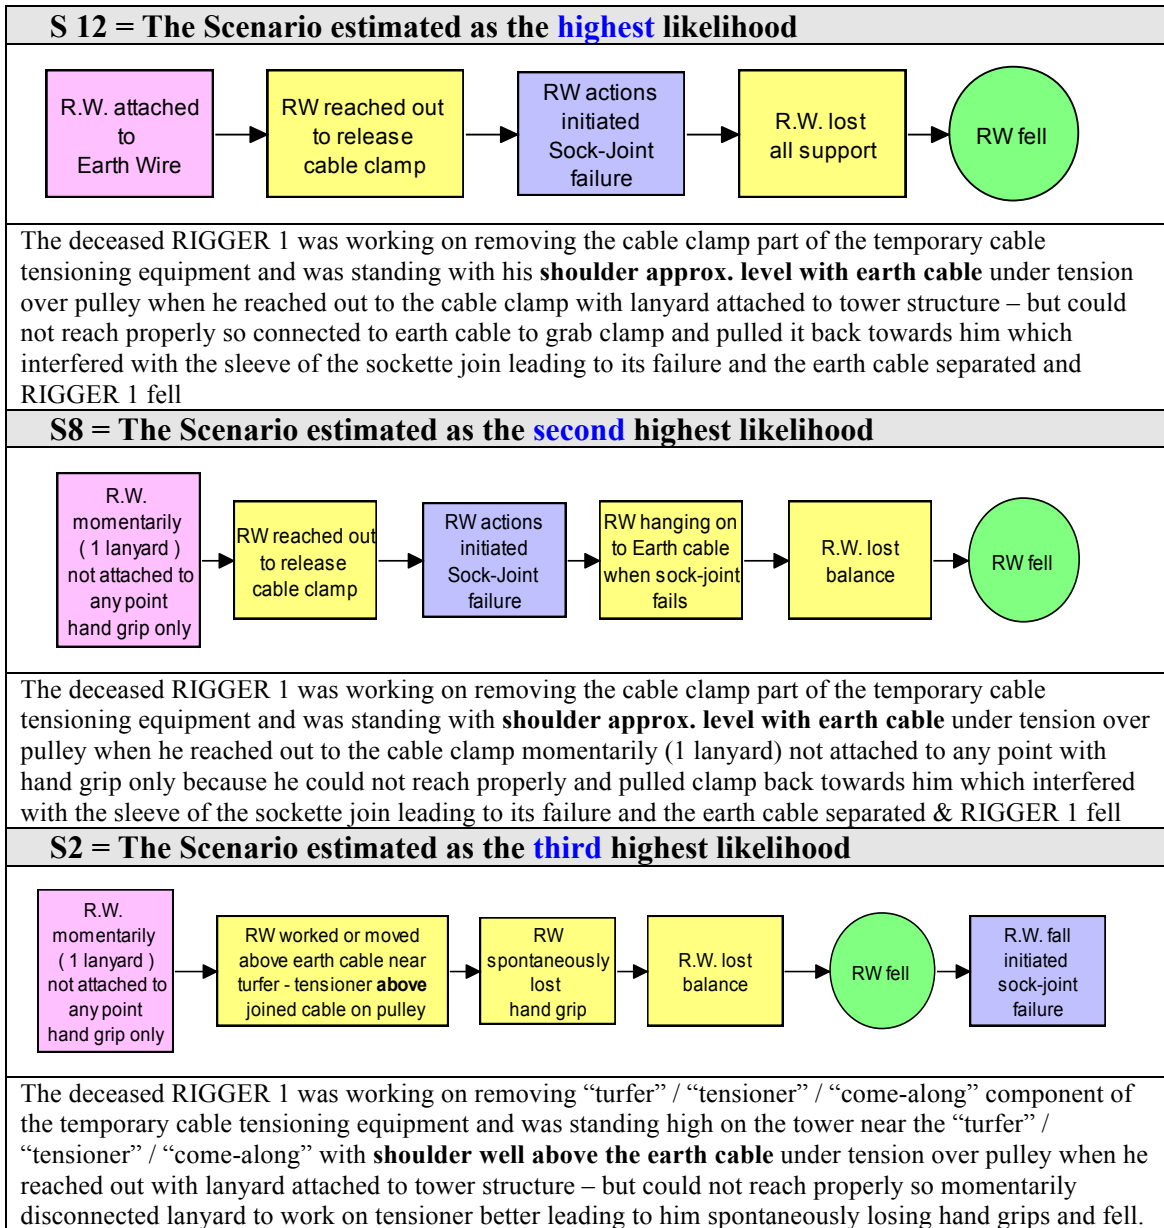 S 12 = The Scenario estimated as the highest likelihood
R.W. attached
to
Earth Wire
RW reached out
to release
cable clamp
RW actions
initiated
Sock-Joint
failure
R.W. lost
all support
RW fell
The deceased RIGGER 1 was working on removing the cable clamp part of the temporary cable
tensioning equipment and was standing with his shoulder approx. level with earth cable under tension
over pulley when he reached out to the cable clamp with lanyard attached to tower structure – but could
not reach properly so connected to earth cable to grab clamp and pulled it back towards him which
interfered with the sleeve of the sockette join leading to its failure and the earth cable separated and
RIGGER 1 fell
S8 = The Scenario estimated as the second highest likelihood
R.W.
momentarily
( 1 lanyard )
not attached to
any point
hand grip only
RW reached out
to release
cable clamp
RW actions
initiated
Sock-Joint
failure
RW hanging on
to Earth cable
when sock-joint
fails
R.W. lost
balance
RW fell
The deceased RIGGER 1 was working on removing the cable clamp part of the temporary cable
tensioning equipment and was standing with shoulder approx. level with earth cable under tension over
pulley when he reached out to the cable clamp momentarily (1 lanyard) not attached to any point with
hand grip only because he could not reach properly and pulled clamp back towards him which interfered
with the sleeve of the sockette join leading to its failure and the earth cable separated & RIGGER 1 fell
S2 = The Scenario estimated as the third highest likelihood
R.W.
momentarily
( 1 lanyard )
not attached to
any point
hand grip only
RW worked or moved
above earth cable near
turfer - tensioner above
joined cable on pulley
RW
spontaneously
lost
hand grip
R.W. lost
balance
RW fell
R.W. fall
initiated
sock-joint
failure
The deceased RIGGER 1 was working on removing “turfer” / “tensioner” / “come-along” component of
the temporary cable tensioning equipment and was standing high on the tower near the “turfer” /
“tensioner” / “come-along” with shoulder well above the earth cable under tension over pulley when he
reached out with lanyard attached to tower structure – but could not reach properly so momentarily
disconnected lanyard to work on tensioner better leading to him spontaneously losing hand grips and fell.